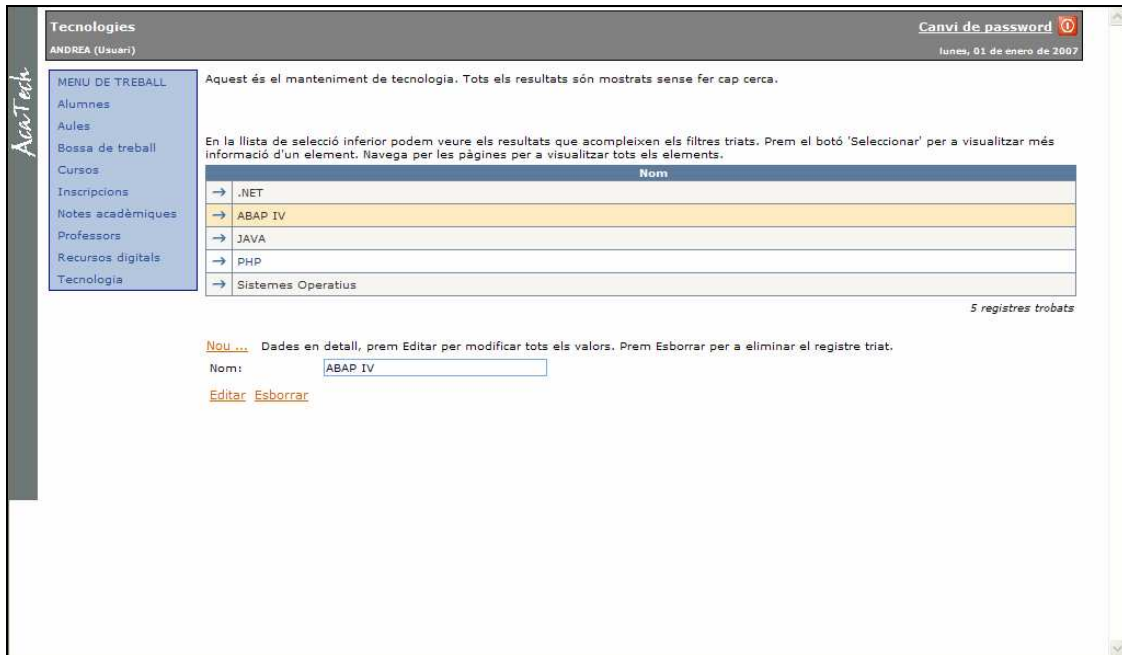 Tecnologies
Canvi de password
ANDREA (Usuari)
lunes, 01 de enero de 2007
AcaTech
MENU DE TREBALL
Alumnes
Aules
Bossa de treball
Cursos
Inscripcions
Notes acadèmiques
Professors
Recursos digitals
Tecnologia
Aquest és el manteniment de tecnologia. Tots els resultats són mostrats sense fer cap cerca.
En la llista de selecció inferior podem veure els resultats que acompleixen els filtres triats. Prem el botó 'Seleccionar' per a visualitzar més
informació d'un element. Navega per les pàgines per a visualitzar tots els elements.
Nom
.NET
ABAP IV
JAVA
PHP
Sistemes Operatius
5 registres trobats
Nou ... Dades en detall, prem Editar per modificar tots els valors. Prem Esborrar per a eliminar el registre triat.
Nom: ABAP IV
Editar Esborrar